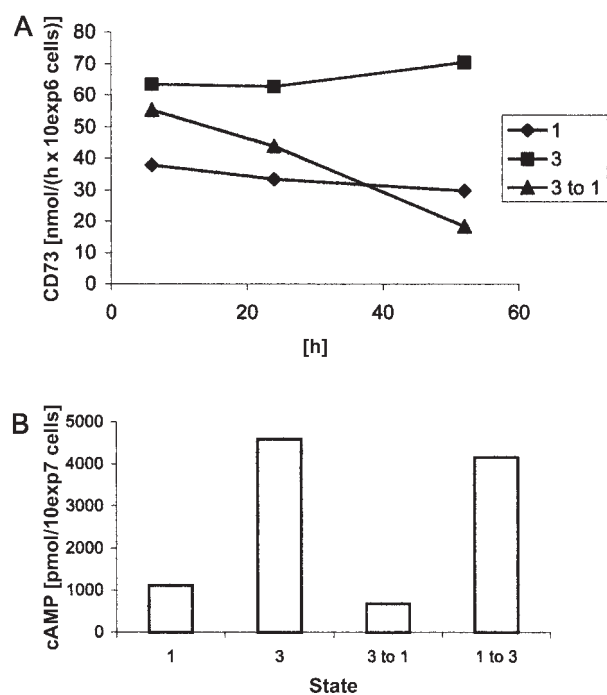 A
CD73 [nmol/(h x 10exp6 cells)]
80
70
60
50
40
30
20
10
0
0 20 40 60
[h]
1
3
3 to 1
B
cAMP [pmol/10exp7 cells]
5000
4000
3000
2000
1000
0
1 3 3 to 1 1 to 3
State